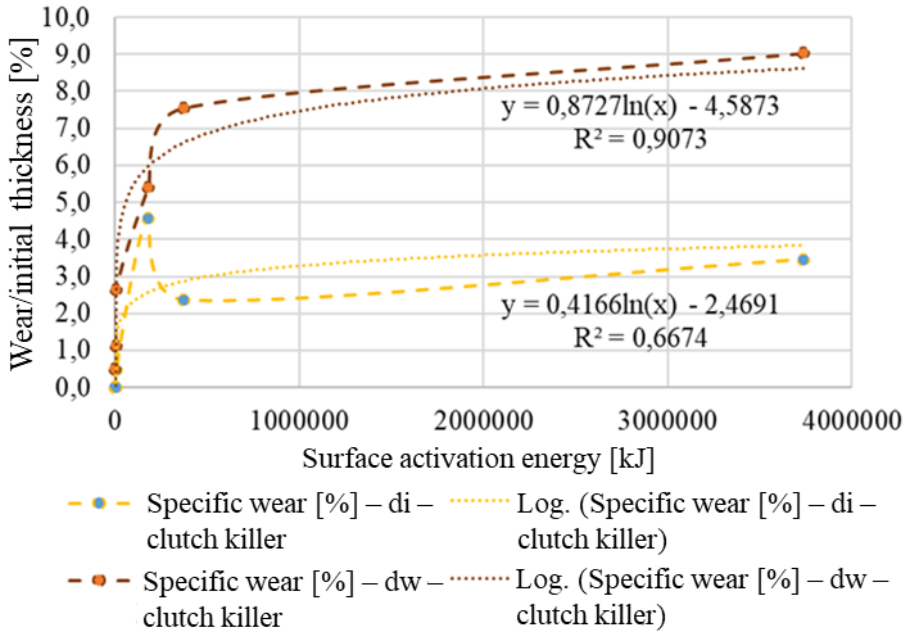 Wear/initial thickness [%]
10,0
9,0
8,0
7,0
6,0
5,0
4,0
3,0
2,0
1,0
0,0
y = 0,8727ln(x) - 4,5873
R² = 0,9073
y = 0,4166ln(x) - 2,4691
R² = 0,6674
0 1000000 2000000 3000000 4000000
Surface activation energy [kJ]
Specific wear [%] – di –
clutch killer
Log. (Specific wear [%] – di –
clutch killer)
Specific wear [%] – dw –
clutch killer
Log. (Specific wear [%] – dw –
clutch killer)